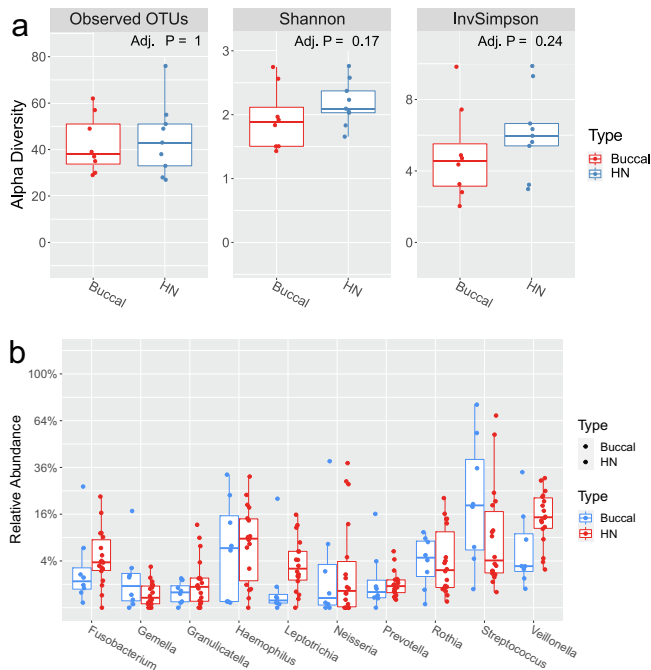 a
Observed OTUs
Shannon
InvSimpson
Adj. P = 1
Adj. P = 0.17
Adj. P = 0.24
Alpha Diversity
80
60
40
20
0
3
2
1
0
8
4
0
Buccal
HN
Buccal
HN
Buccal
HN
Type
Buccal
HN
b
Relative Abundance
100%
64%
36%
16%
4%
Fusobacterium
Gemella
Granulicatella
Haemophilus
Leptotrichia
Neisseria
Prevotella
Rothia
Streptococcus
Veillonella
Type
Buccal
HN
Type
Buccal
HN